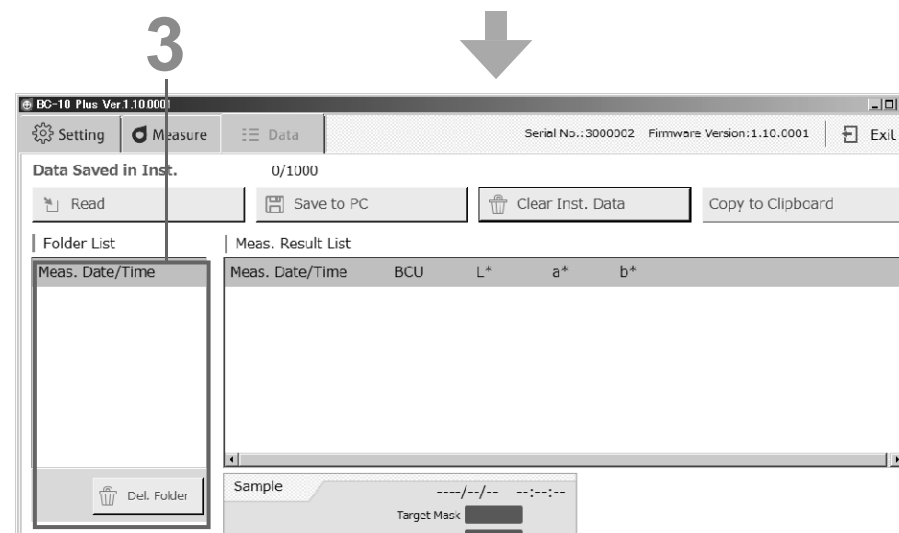 3
BC-10 Plus Ver.1.10.0001
Setting Measure Data Serial No.:3000002 Firmware Version:1.10.0001 Exit
Data Saved in Inst. 0/1000
Read Save to PC Clear Inst. Data Copy to Clipboard
Folder List Meas. Result List
Meas. Date/Time Meas. Date/Time BCU L* a* b*
Del. Folder
Sample ----/--/-- --:--:--
Target Mask